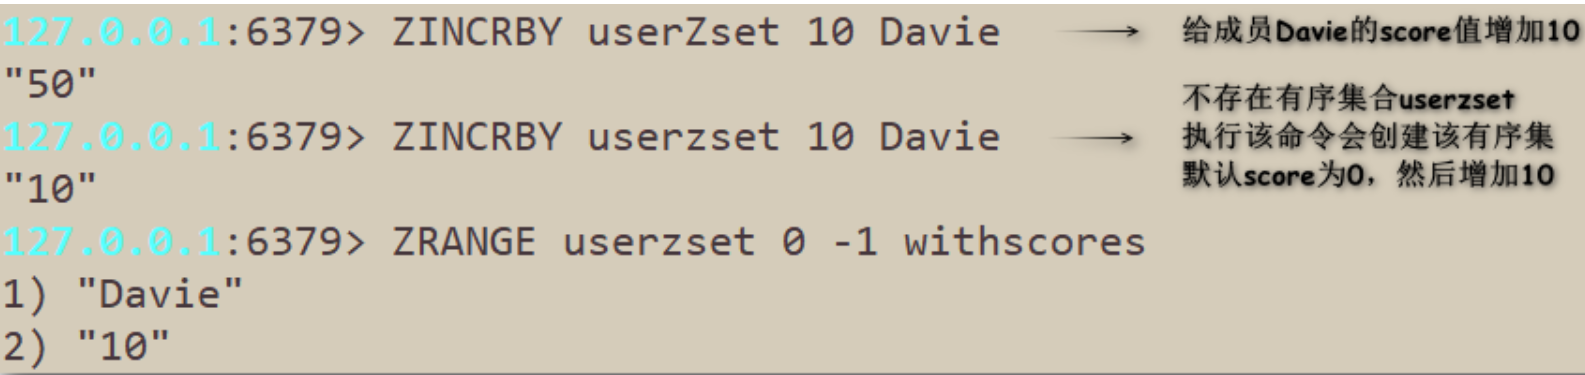 127.0.0.1:6379> ZINCRBY userZset 10 Davie
给成员Davie的score值增加10
"50"
127.0.0.1:6379> ZINCRBY userzset 10 Davie
不存在有序集合userzset
执行该命令会创建该有序集
默认score为0，然后增加10
"10"
127.0.0.1:6379> ZRANGE userzset 0 -1 withscores
1) "Davie"
2) "10"